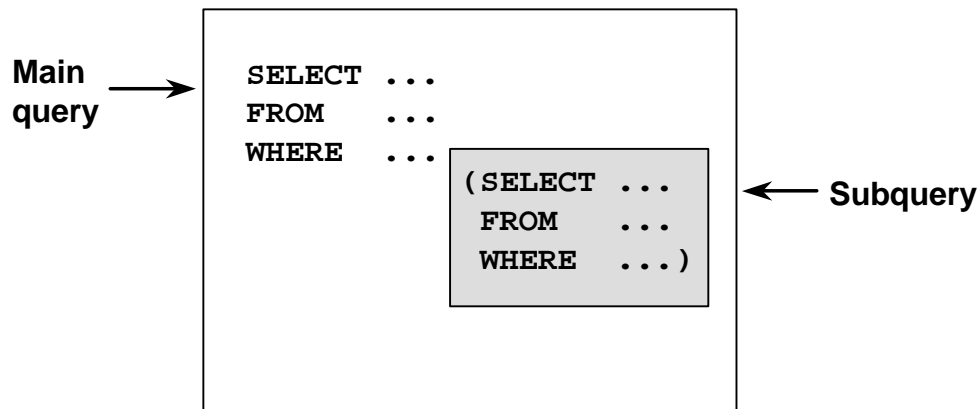 Main
query
SELECT ...
FROM ...
WHERE ...
(SELECT ...
FROM ...
WHERE ...)
Subquery